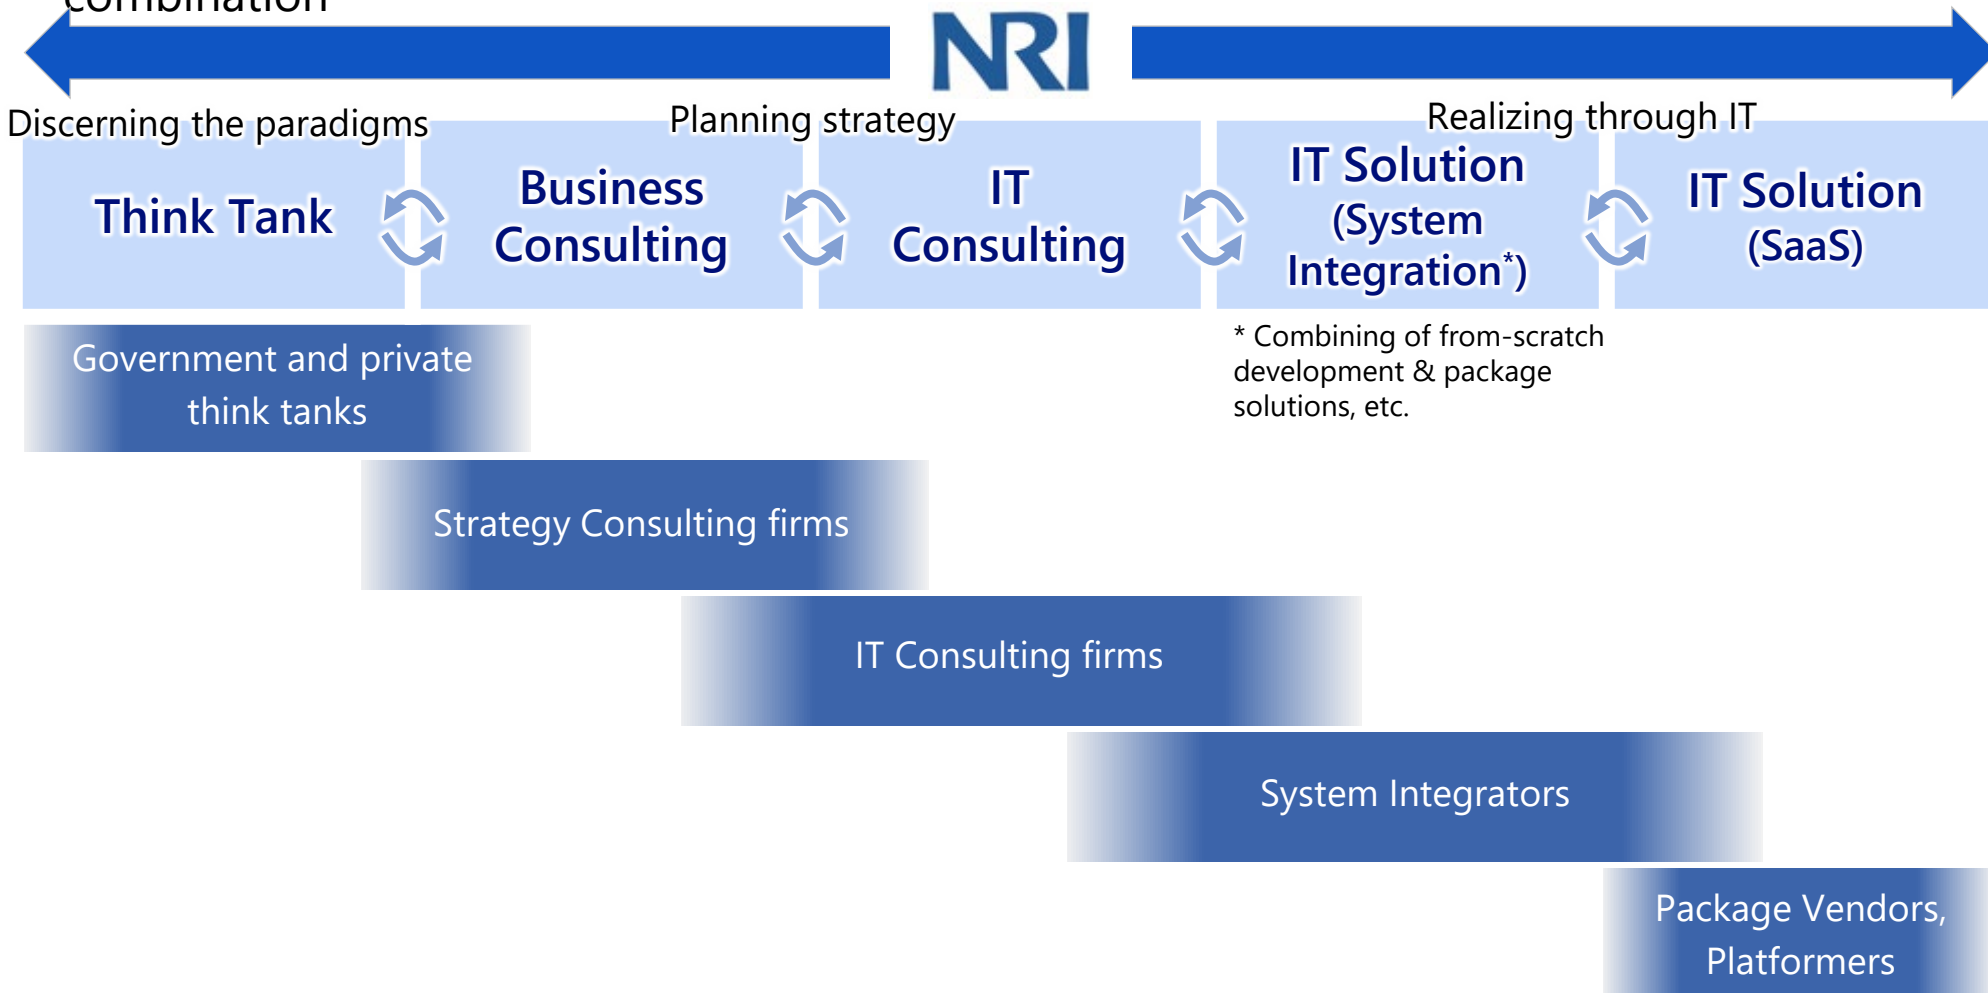 combination
NRI
Discerning the paradigms
Planning strategy
Realizing through IT
Think Tank
Business
Consulting
IT
Consulting
IT Solution
(System
Integration*)
IT Solution
(SaaS)
* Combining of from-scratch
development & package
solutions, etc.
Government and private
think tanks
Strategy Consulting firms
IT Consulting firms
System Integrators
Package Vendors,
Platformers